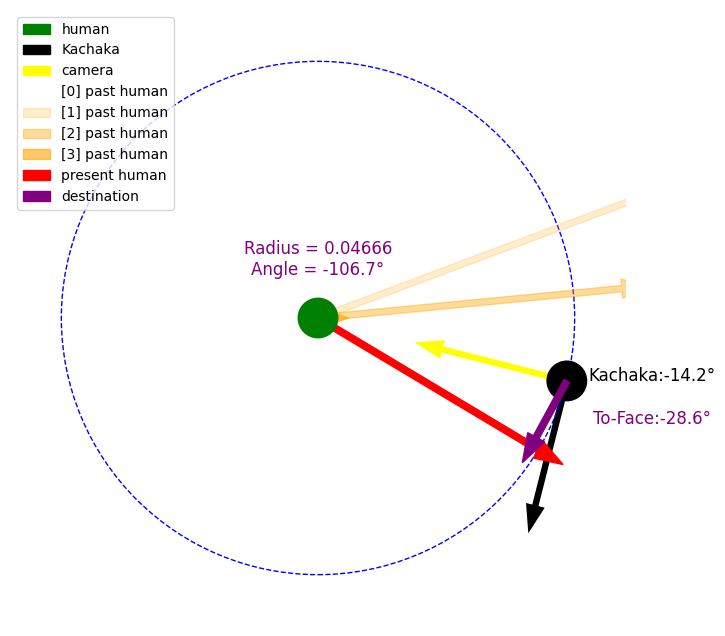 human
Kachaka
camera
[0] past human
[1] past human
[2] past human
[3] past human
present human
destination
Radius = 0.04666
Angle = -106.7°
Kachaka:-14.2°
To-Face:-28.6°